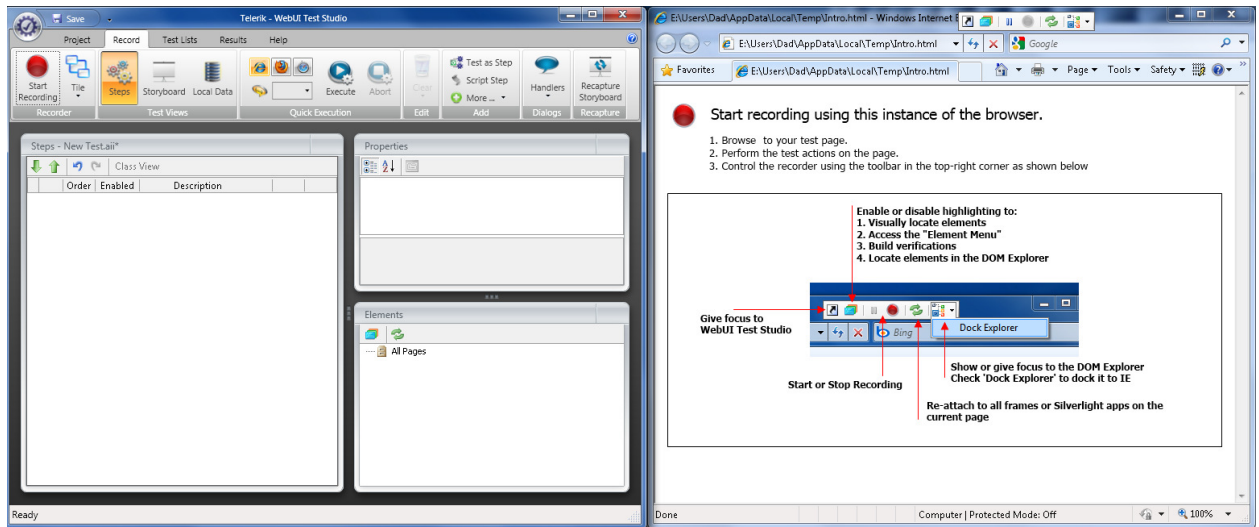 Save
Telerik - WebUI Test Studio
Project Record Test Lists Results Help
Start Recording
Tile
Steps
Storyboard
Local Data
Execute
Abort
Clear
Test as Step
Script Step
More ...
Handlers
Recapture Storyboard
Recorder
Test Views
Quick Execution
Edit
Add
Dialogs
Recapture
Steps - New Test.aii*
Class View
Order Enabled Description
Properties
Elements
All Pages
Ready
E:\Users\Dad\AppData\Local\Temp\Intro.html - Windows Internet E
E:\Users\Dad\AppData\Local\Temp\Intro.html
Google
Favorites
E:\Users\Dad\AppData\Local\Temp\Intro.html
Page Tools Safety
Start recording using this instance of the browser.
1. Browse to your test page.
2. Perform the test actions on the page.
3. Control the recorder using the toolbar in the top-right corner as shown below
Enable or disable highlighting to:
1. Visually locate elements
2. Access the "Element Menu"
3. Build verifications
4. Locate elements in the DOM Explorer
Give focus to
WebUI Test Studio
Bing
Dock Explorer
Start or Stop Recording
Show or give focus to the DOM Explorer
Check 'Dock Explorer' to dock it to IE
Re-attach to all frames or Silverlight apps on the
current page
Done
Computer | Protected Mode: Off
100%